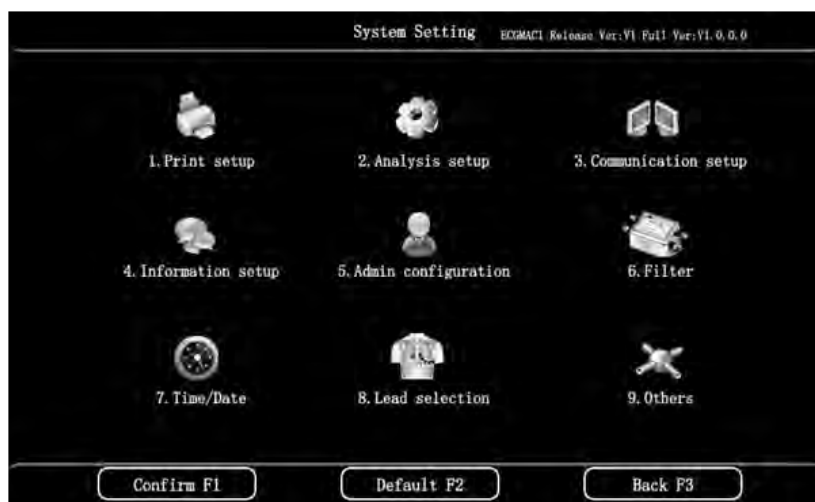 System Setting ECGMAC1 Release Ver:V1 Full Ver:V1.0.0.0
1.Print setup 2.Analysis setup 3.Communication setup
4.Information setup 5.Admin configuration 6.Filter
7.Time/Date 8.Lead selection 9.Others
Confirm F1 Default F2 Back F3